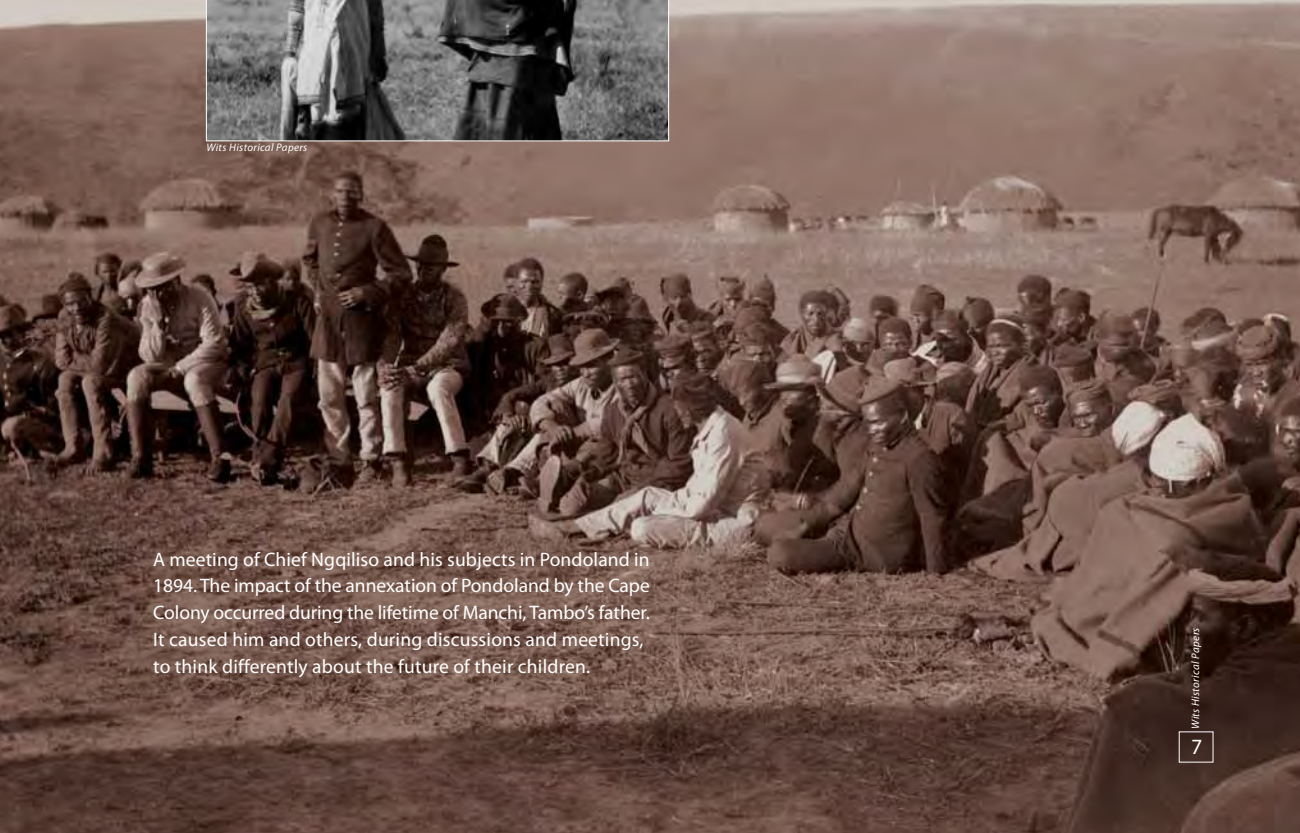 Wits Historical Papers
A meeting of Chief Ngqiliso and his subjects in Pondoland in
1894. The impact of the annexation of Pondoland by the Cape
Colony occurred during the lifetime of Manchi, Tambo’s father.
It caused him and others, during discussions and meetings,
to think differently about the future of their children.
Wits Historical Papers
7